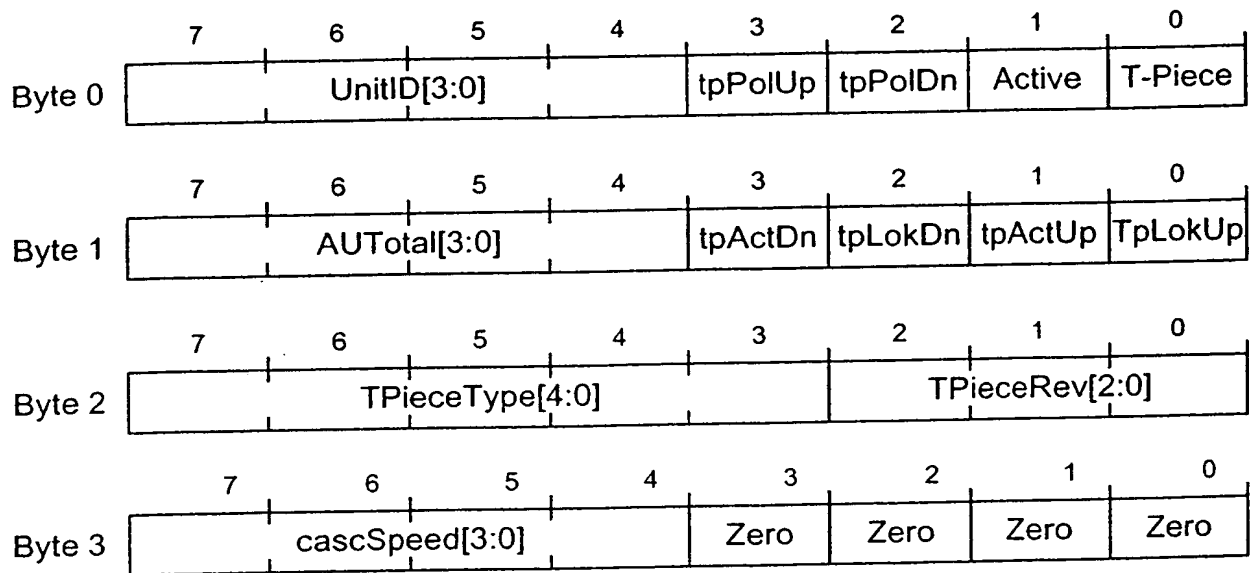 7 6 5 4 3 2 1 0
Byte 0 UnitID[3:0] tpPolUp tpPolDn Active T-Piece
7 6 5 4 3 2 1 0
Byte 1 AUTotal[3:0] tpActDn tpLokDn tpActUp TpLokUp
7 6 5 4 3 2 1 0
Byte 2 TPieceType[4:0] TPieceRev[2:0]
7 6 5 4 3 2 1 0
Byte 3 cascSpeed[3:0] Zero Zero Zero Zero